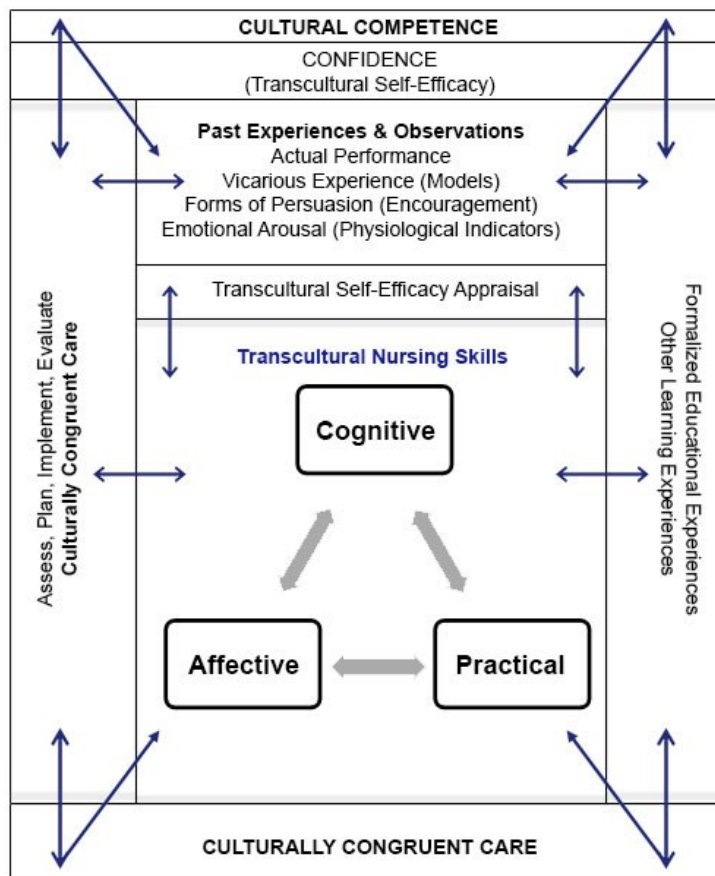 CULTURAL COMPETENCE
CONFIDENCE
(Transcultural Self-Efficacy)
Past Experiences & Observations
Actual Performance
Vicarious Experience (Models)
Forms of Persuasion (Encouragement)
Emotional Arousal (Physiological Indicators)
Transcultural Self-Efficacy Appraisal
Assess, Plan, Implement, Evaluate
Culturally Congruent Care
Transcultural Nursing Skills
Cognitive
Affective
Practical
Formalized Educational Experiences
Other Learning Experiences
CULTURALLY CONGRUENT CARE